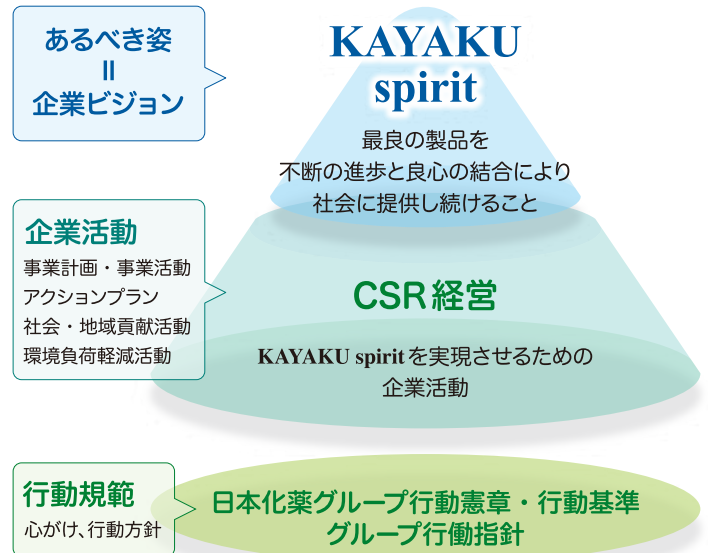 あるべき姿
=
企業ビジョン
KAYAKU
spirit
最良の製品を
不断の進歩と良心の結合により
社会に提供し続けること
企業活動
事業計画・事業活動
アクションプラン
社会・地域貢献活動
環境負荷軽減活動
CSR経営
KAYAKU spiritを実現させるための
企業活動
行動規範
心がけ、行動方針
日本化薬グループ行動憲章・行動基準
グループ行働指針